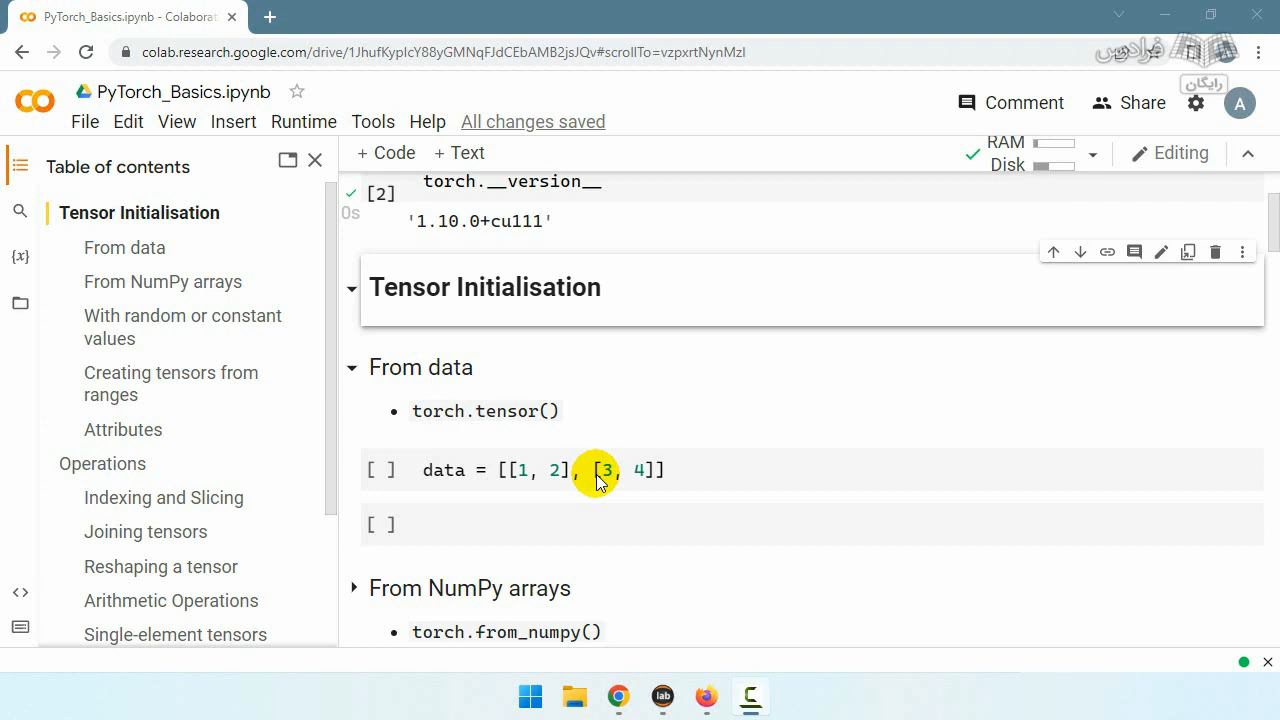 PyTorch_Basics.ipynb - Colaborat
colab.research.google.com/drive/1JhufKypIcY88yGMNqFJdCEbAMB2jsJQv#scrollTo=vzpxrtNynMzI
فرادرس
رایگان
PyTorch_Basics.ipynb
Comment
Share
A
File Edit View Insert Runtime Tools Help All changes saved
+ Code + Text
RAM
Disk
Editing
Table of contents
Tensor Initialisation
From data
From NumPy arrays
With random or constant
values
Creating tensors from
ranges
Attributes
Operations
Indexing and Slicing
Joining tensors
Reshaping a tensor
Arithmetic Operations
Single-element tensors
{x}
[2] torch.__version__
0s
'1.10.0+cu111'
Tensor Initialisation
From data
• torch.tensor()
[ ] data = [[1, 2], [3, 4]]
[ ]
From NumPy arrays
• torch.from_numpy()
lab